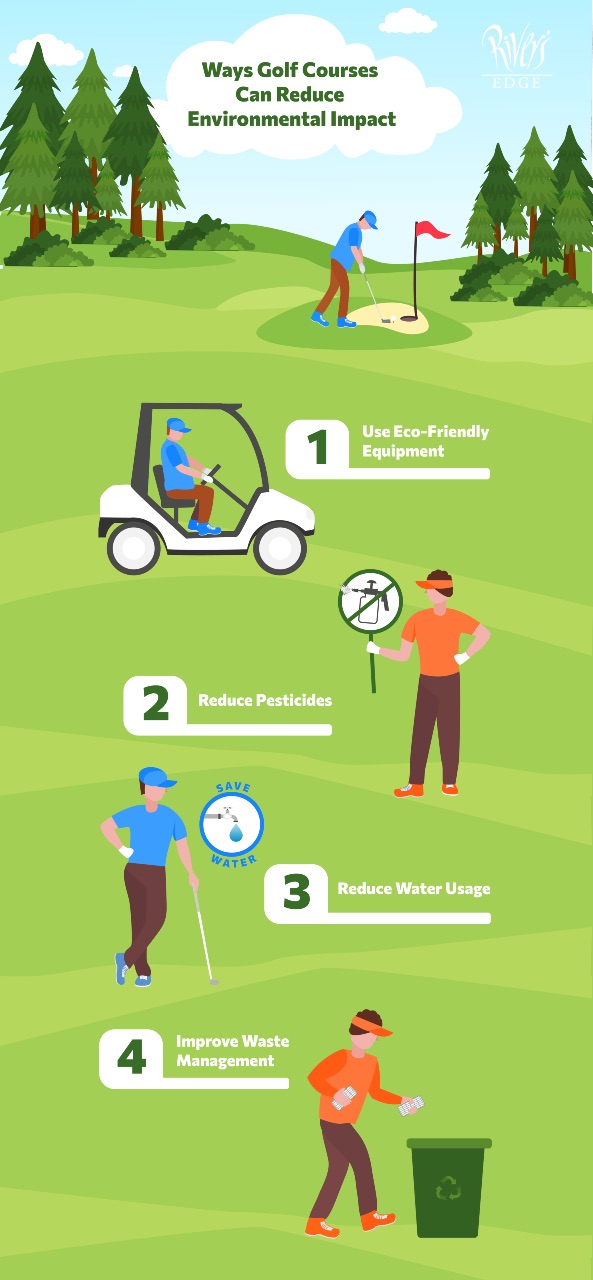 Ways Golf Courses
Can Reduce
Environmental Impact
Rivers
EDGE
1
Use Eco-Friendly
Equipment
2
Reduce Pesticides
SAVE
WATER
3
Reduce Water Usage
4
Improve Waste
Management